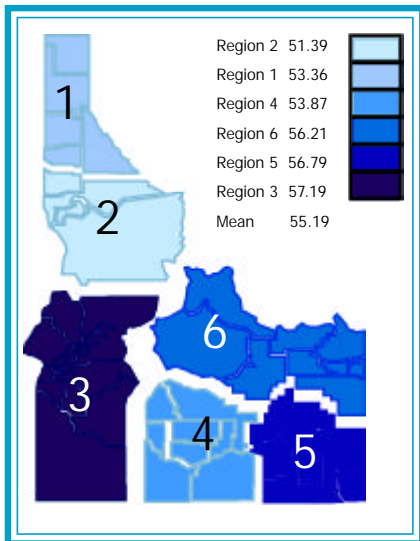 Region 2 51.39
Region 1 53.36
Region 4 53.87
Region 6 56.21
Region 5 56.79
Region 3 57.19
Mean 55.19
1
2
6
3
4
5